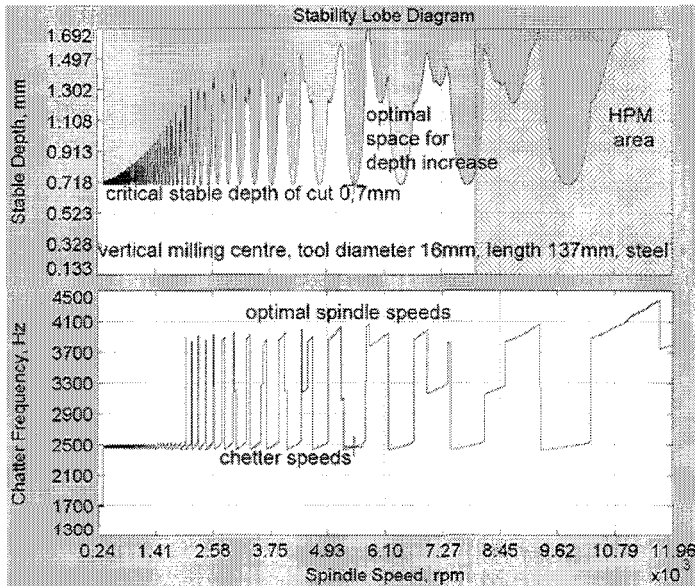 Stability Lobe Diagram
Stable Depth, mm
1.692
1.497
1.302
1.108
0.913
0.718
0.523
0.328
0.133
optimal
space for
depth increase
HPM
area
critical stable depth of cut 0,7mm
vertical milling centre, tool diameter 16mm, length 137mm, steel
Chatter Frequency, Hz
4500
4100
3700
3300
2900
2500
2100
1700
1300
optimal spindle speeds
chetter speeds
0.24 1.41 2.58 3.75 4.93 6.10 7.27 8.45 9.62 10.79 11.96
Spindle Speed, rpm
x10³